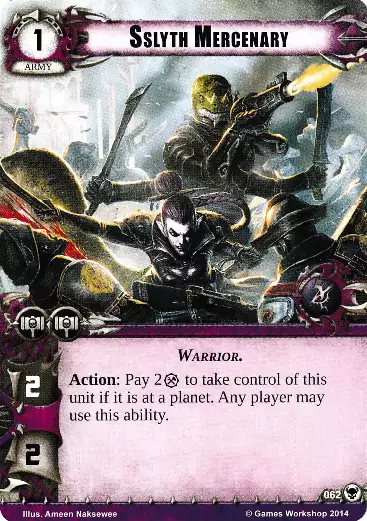 1
SSLYTH MERCENARY
ARMY
WARRIOR.
2
Action: Pay 2 to take control of this
unit if it is at a planet. Any player may
use this ability.
2
062
Illus. Ameen Naksewee
© Games Workshop 2014